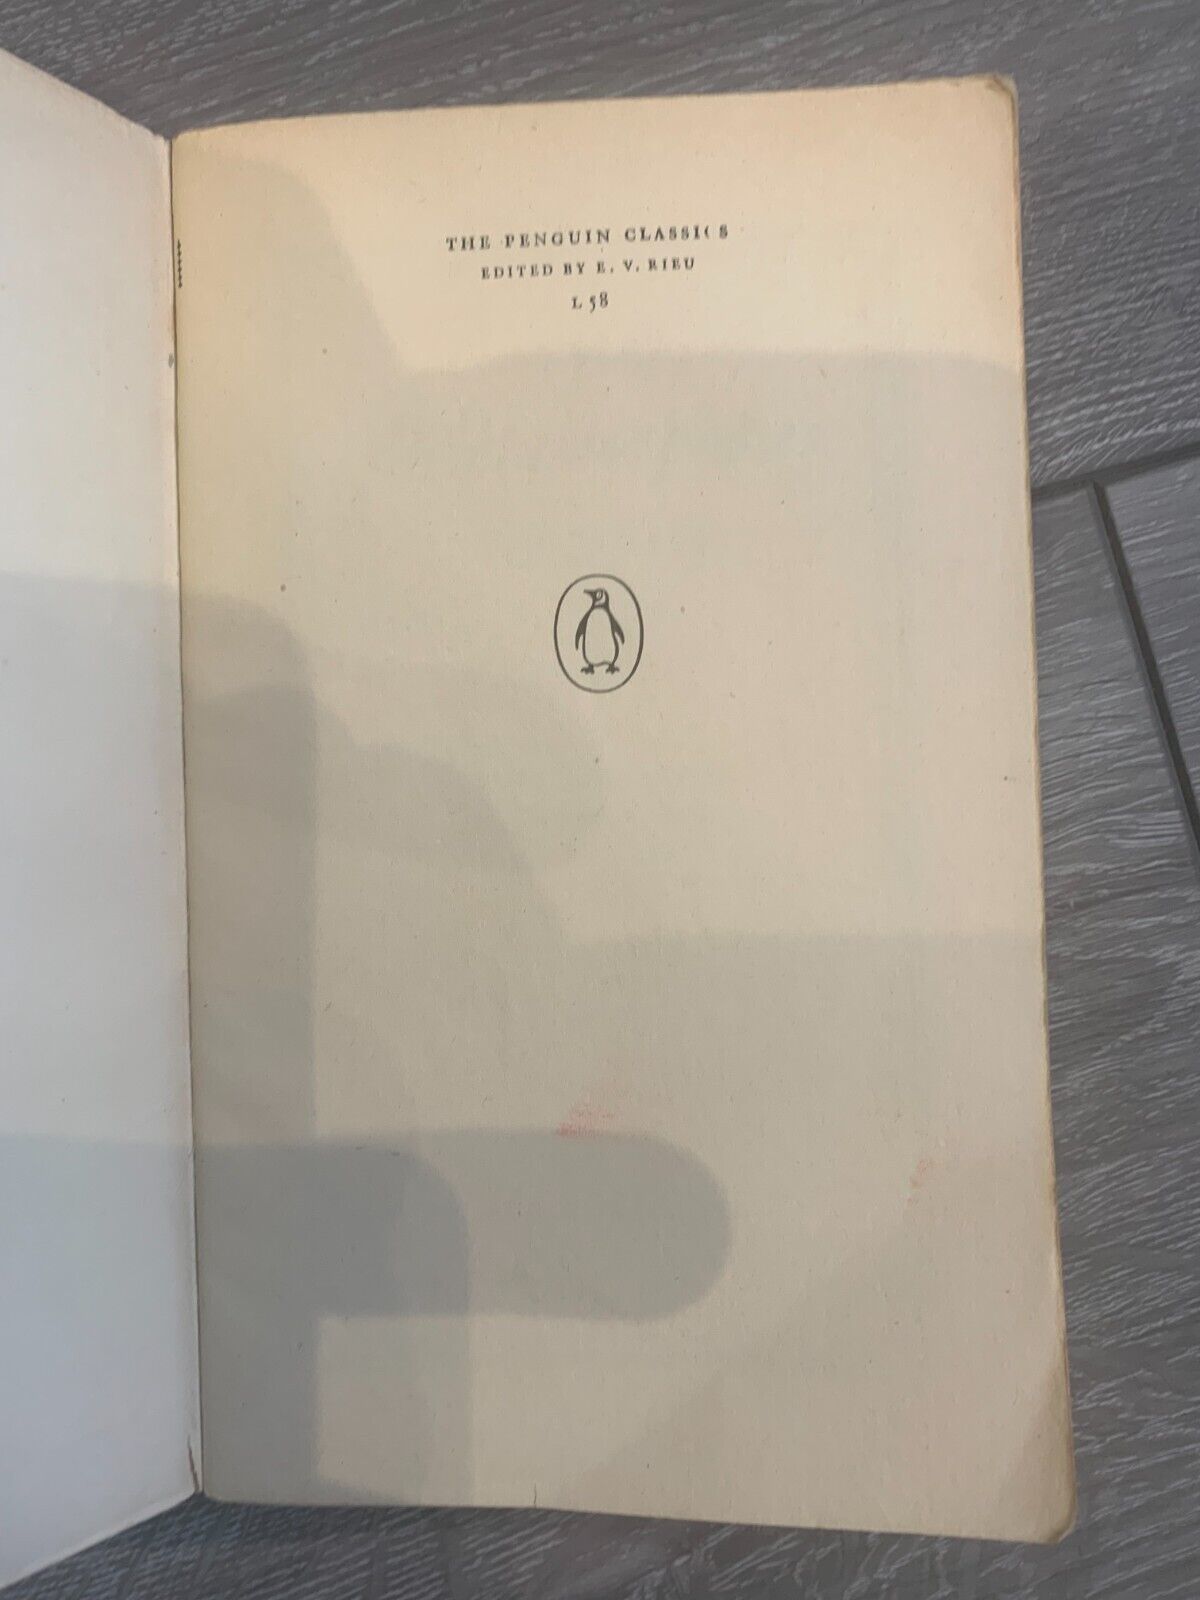 THE PENGUIN CLASSICS
EDITED BY E. V. RIEU
L 58